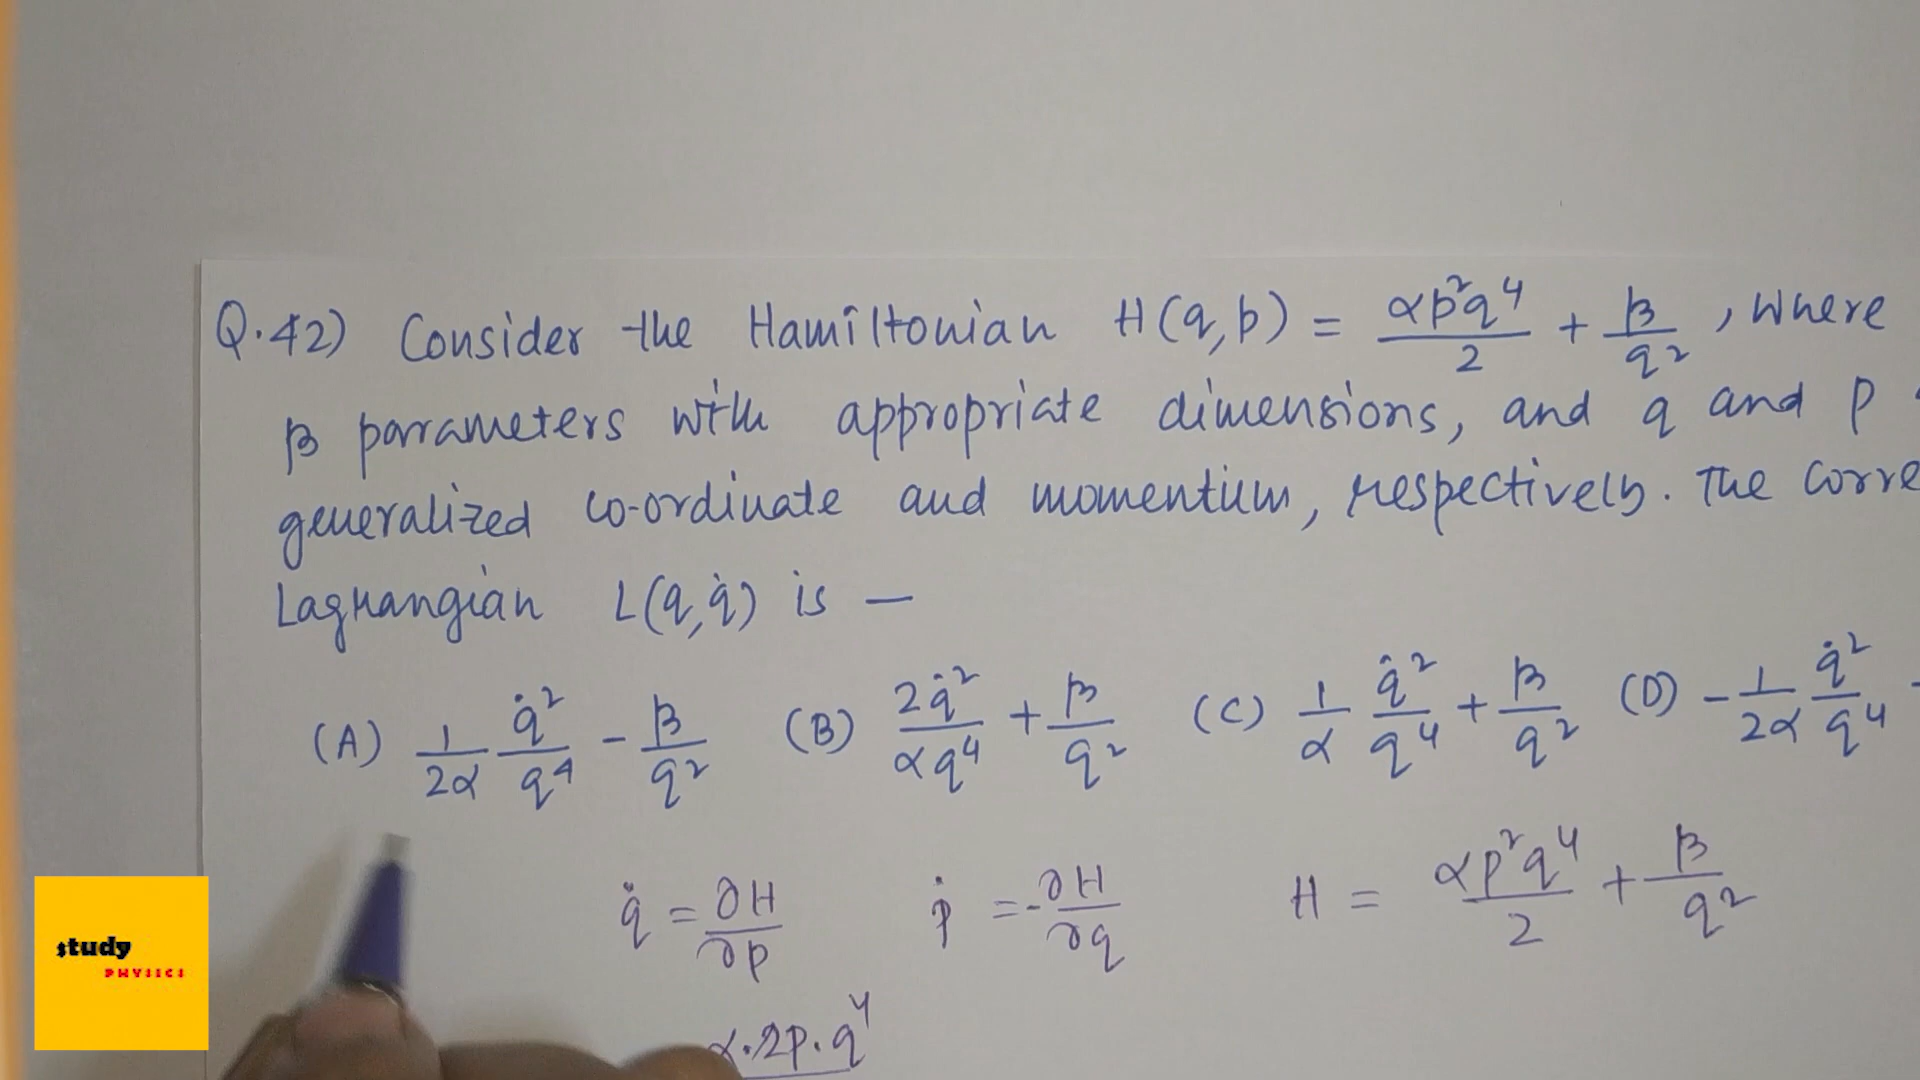 Q.42) Consider the Hamiltonian H(q,p) = αp²q⁴/2 + β/q² , where
β parameters with appropriate dimensions, and q and p
generalized co-ordinate and momentum, respectively. The corre
Lagrangian L(q,q̇) is —
(A) 1/2α q̇²/q⁴ - β/q² (B) 2q̇²/αq⁴ + β/q² (C) 1/α q̇²/q⁴ + β/q² (D) -1/2α q̇²/q⁴
q̇ = ∂H/∂p ṗ = -∂H/∂q H = αp²q⁴/2 + β/q²
α.2p.q⁴
study
PHYSICS